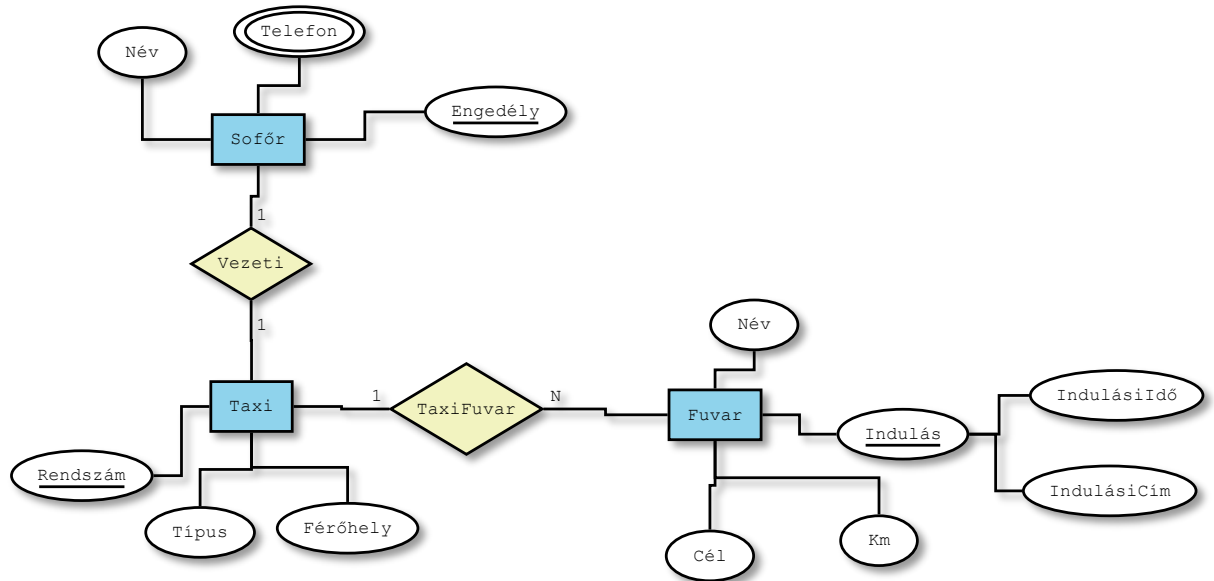 Telefon
Név
Engedély
Sofőr
1
Vezeti
1
Név
Taxi
1
TaxiFuvar
N
Fuvar
IndulásiIdő
Indulás
Rendszám
IndulásiCím
Típus
Férőhely
Cél
Km